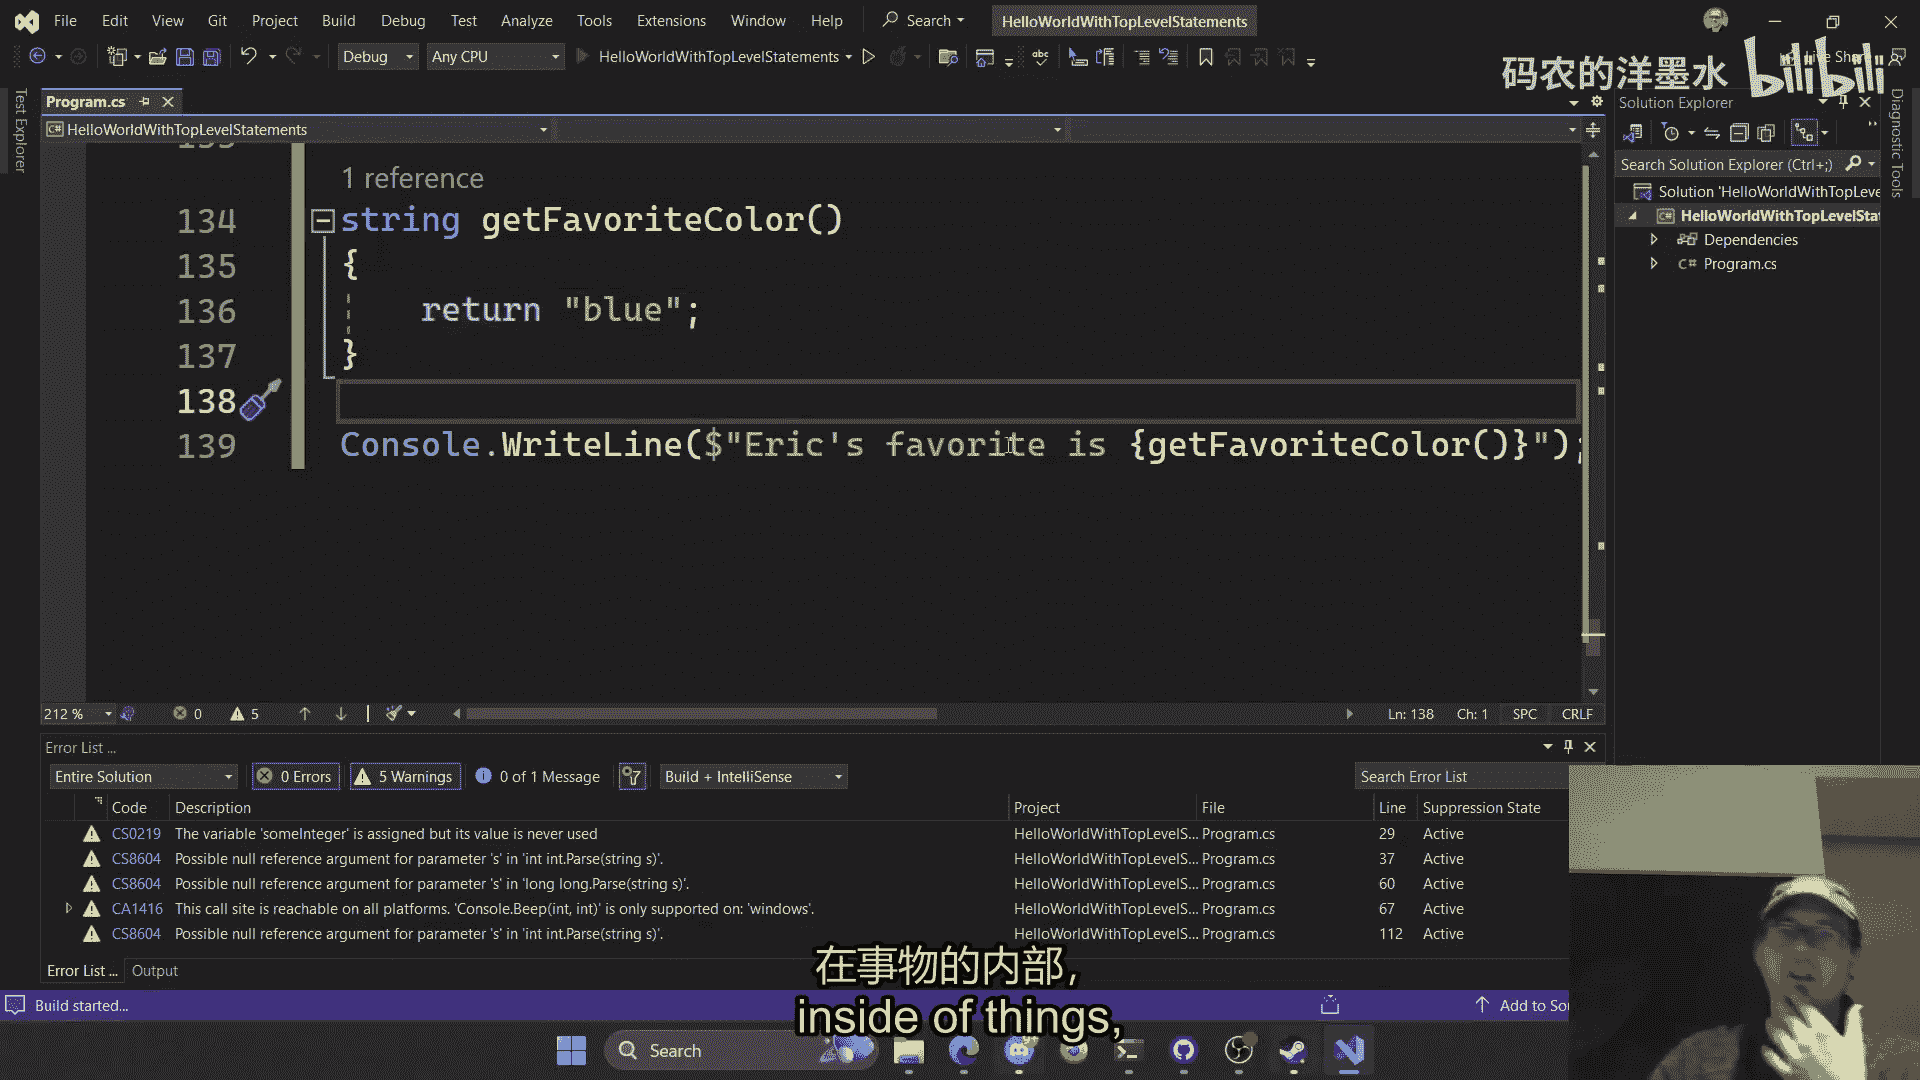 File Edit View Git Project Build Debug Test Analyze Tools Extensions Window Help Search HelloWorldWithTopLevelStatements
Debug Any CPU HelloWorldWithTopLevelStatements Live Share
码农的洋墨水 bilibili
Test Explorer
Program.cs
HelloWorldWithTopLevelStatements
1 reference
134 string getFavoriteColor()
135 {
136 return "blue";
137 }
138
139 Console.WriteLine($"Eric's favorite is {getFavoriteColor()}");
212 % 0 5 Ln: 138 Ch: 1 SPC CRLF
Solution Explorer
Search Solution Explorer (Ctrl+;)
Solution 'HelloWorldWithTopLeve
HelloWorldWithTopLevelSta
Dependencies
C# Program.cs
Diagnostic Tools
Error List ...
Entire Solution 0 Errors 5 Warnings 0 of 1 Message Build + IntelliSense Search Error List
Code Description Project File Line Suppression State
CS0219 The variable 'someInteger' is assigned but its value is never used HelloWorldWithTopLevelS... Program.cs 29 Active
CS8604 Possible null reference argument for parameter 's' in 'int int.Parse(string s)'. HelloWorldWithTopLevelS... Program.cs 37 Active
CS8604 Possible null reference argument for parameter 's' in 'long long.Parse(string s)'. HelloWorldWithTopLevelS... Program.cs 60 Active
CA1416 This call site is reachable on all platforms. 'Console.Beep(int, int)' is only supported on: 'windows'. HelloWorldWithTopLevelS... Program.cs 67 Active
CS8604 Possible null reference argument for parameter 's' in 'int int.Parse(string s)'. HelloWorldWithTopLevelS... Program.cs 112 Active
Error List ... Output
在事物的内部，
Build started... Add to So
inside of things,
Search